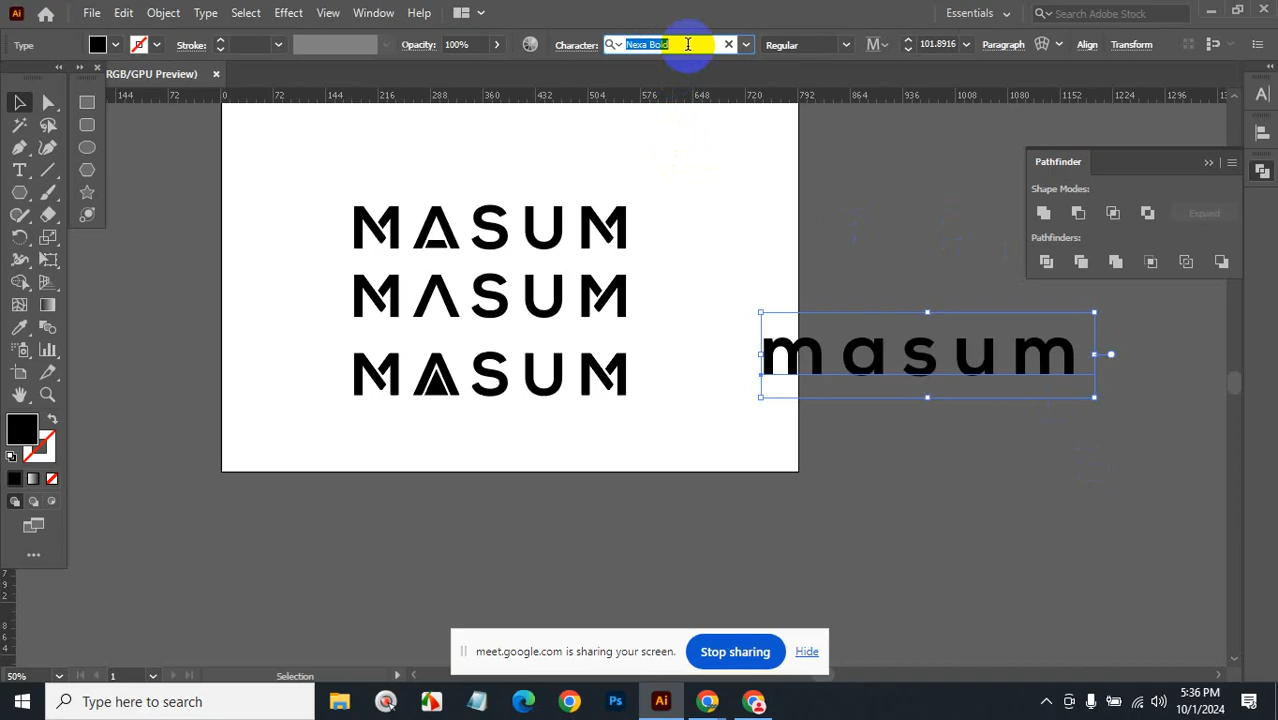 Ai File Edit Object Type Select Effect View Window Help Essentials Search Adobe Stock
Type Stroke: Opacity: 100% Character: Nexa Bold Regular 101.8916 Paragraph Align Transform
RGB/GPU Preview) ×
144 72 0 72 144 216 288 360 432 504 576 648 720 792 864 936 1008 1080 1152 1224 1296
Pathfinder
Shape Modes:
Expand
Pathfinders:
MASUM
MASUM
MASUM
masum
meet.google.com is sharing your screen. Stop sharing Hide
50% 1 Selection
Type here to search Ps Ai 5:36 PM
10/1/2024